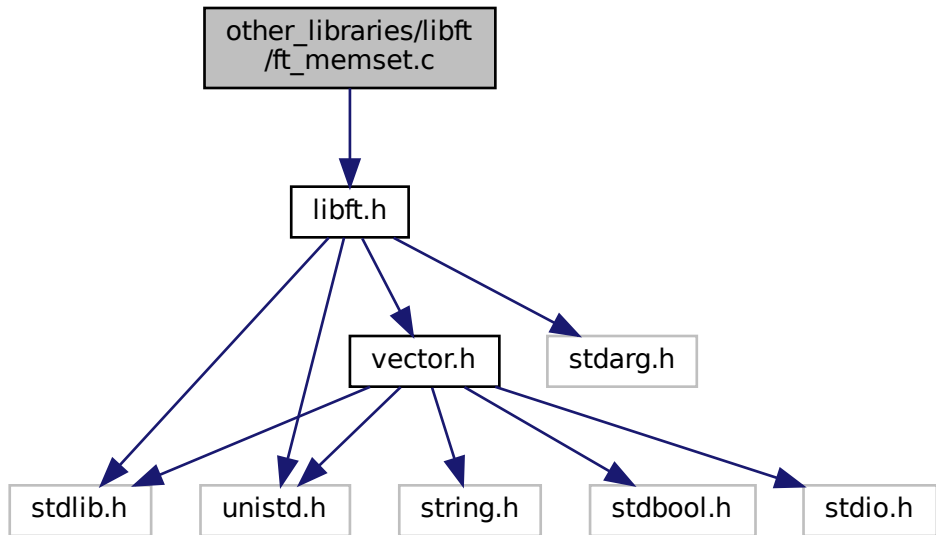 other_libraries/libft
/ft_memset.c
libft.h
vector.h
stdarg.h
stdlib.h
unistd.h
string.h
stdbool.h
stdio.h